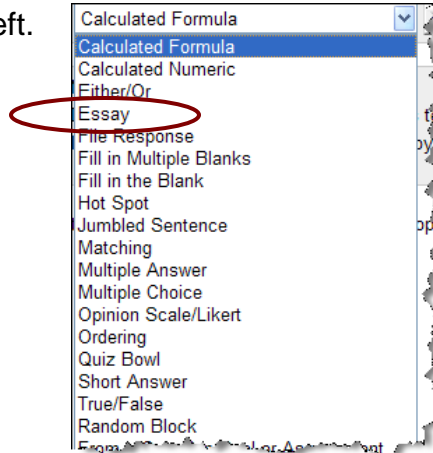 eft.
Calculated Formula
Calculated Formula
Calculated Numeric
Either/Or
Essay
File Response
Fill in Multiple Blanks
Fill in the Blank
Hot Spot
Jumbled Sentence
Matching
Multiple Answer
Multiple Choice
Opinion Scale/Likert
Ordering
Quiz Bowl
Short Answer
True/False
Random Block